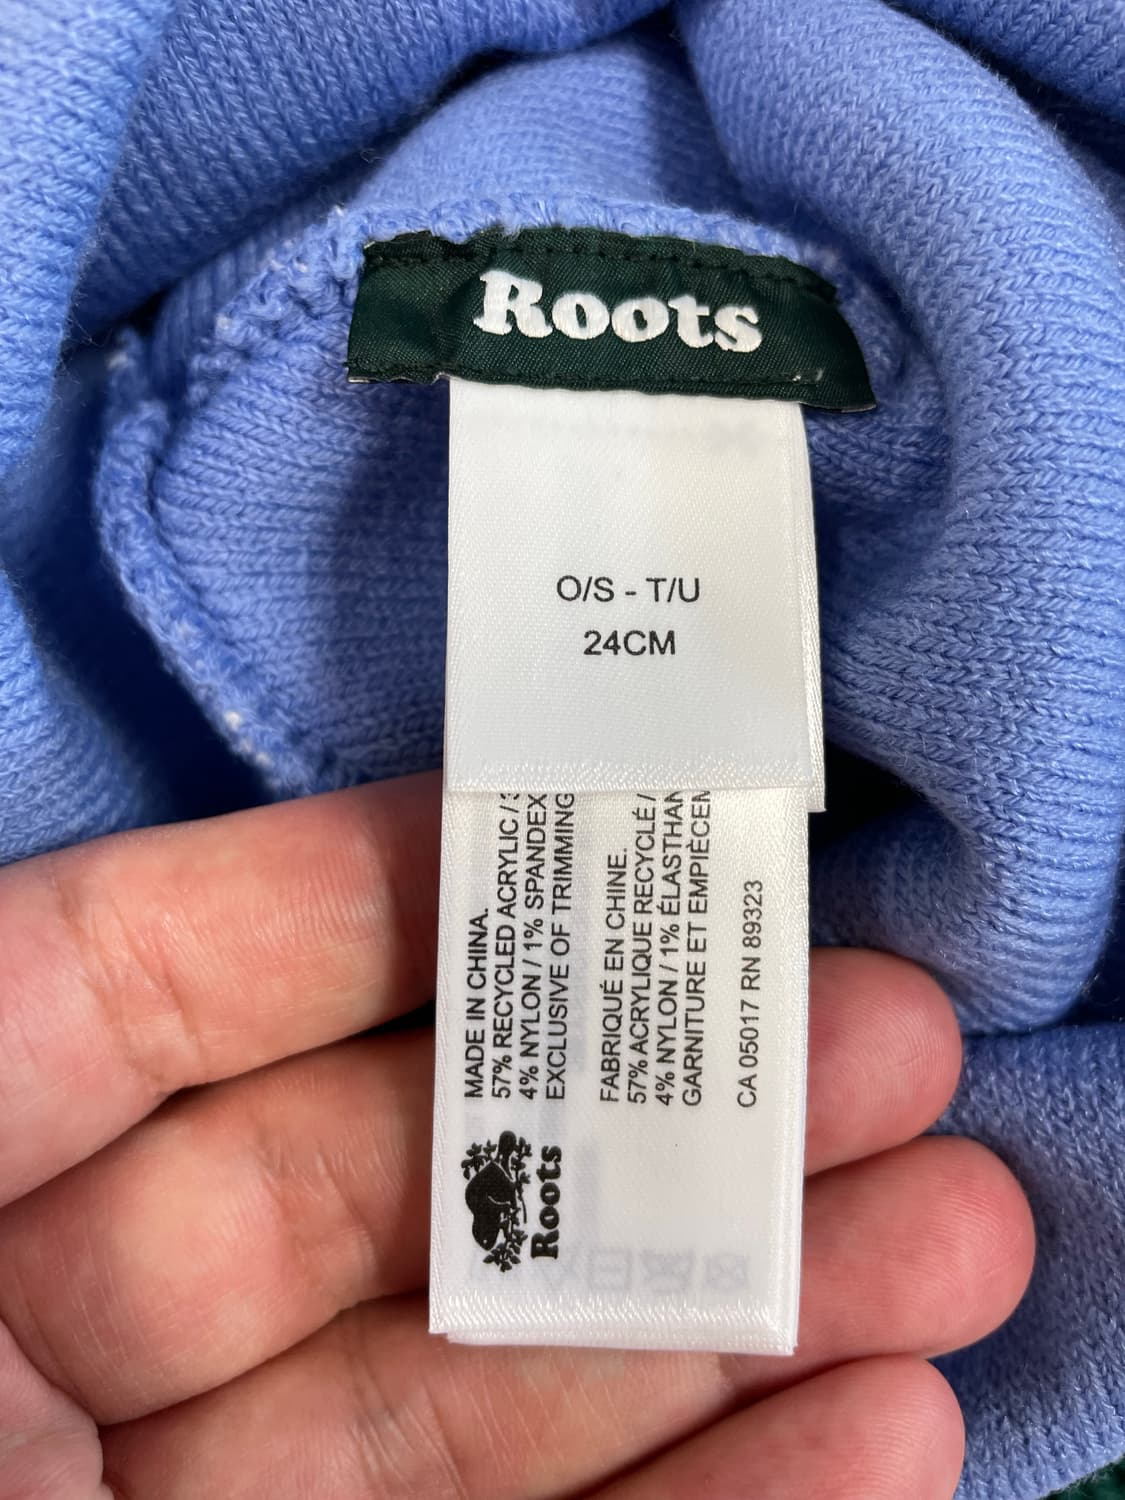 Roots
O/S - T/U
24CM
MADE IN CHINA.
57% RECYCLED ACRYLIC /
4% NYLON / 1% SPANDEX
EXCLUSIVE OF TRIMMING
FABRIQUÉ EN CHINE.
57% ACRYLIQUE RECYCLÉ /
4% NYLON / 1% ÉLASTHAN
GARNITURE ET EMPIÈCEM
CA 05017 RN 89323
Roots